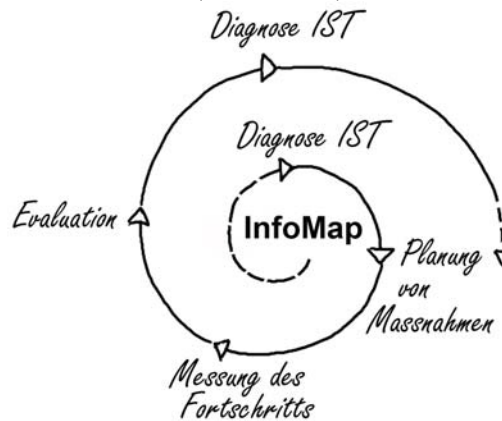 Diagnose IST
Diagnose IST
InfoMap
Evaluation
Planung
von
Massnahmen
Messung des
Fortschritts